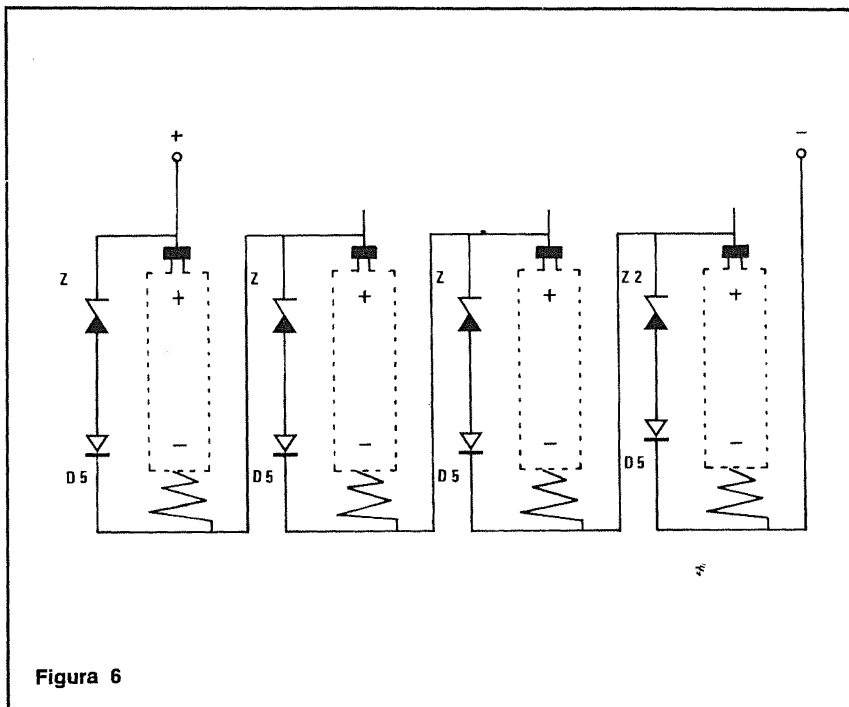 + −
Z Z Z Z 2
+ + + +
− − − −
D 5 D 5 D 5 D 5
Figura 6